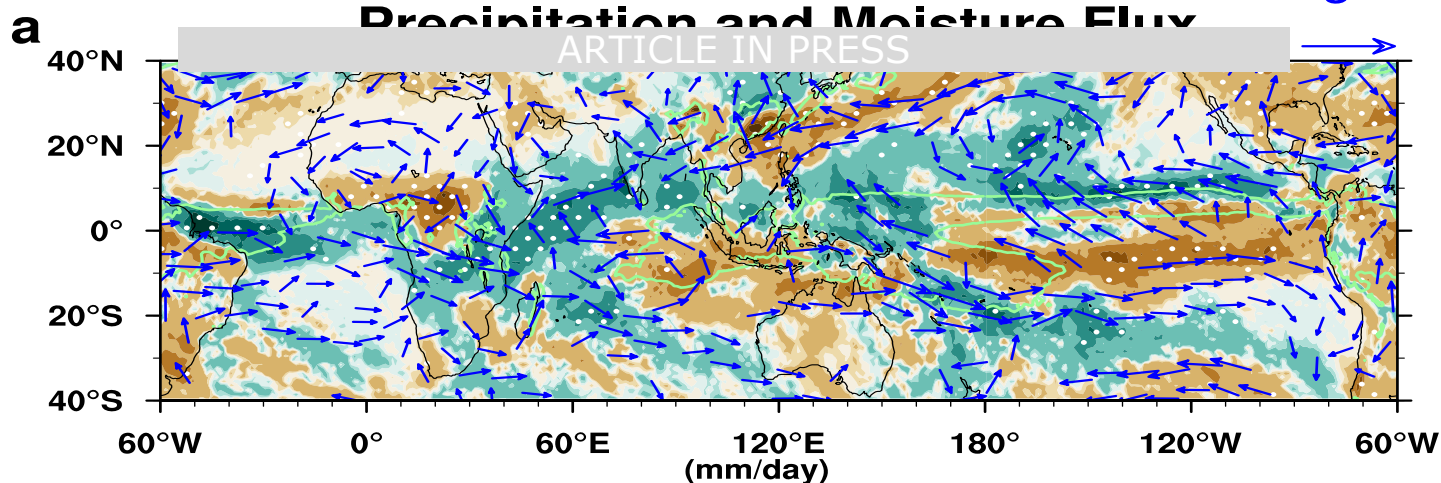 a
Precipitation and Moisture Flux
ARTICLE IN PRESS
40°N
20°N
0°
20°S
40°S
60°W 0° 60°E 120°E 180° 120°W 60°W
(mm/day)